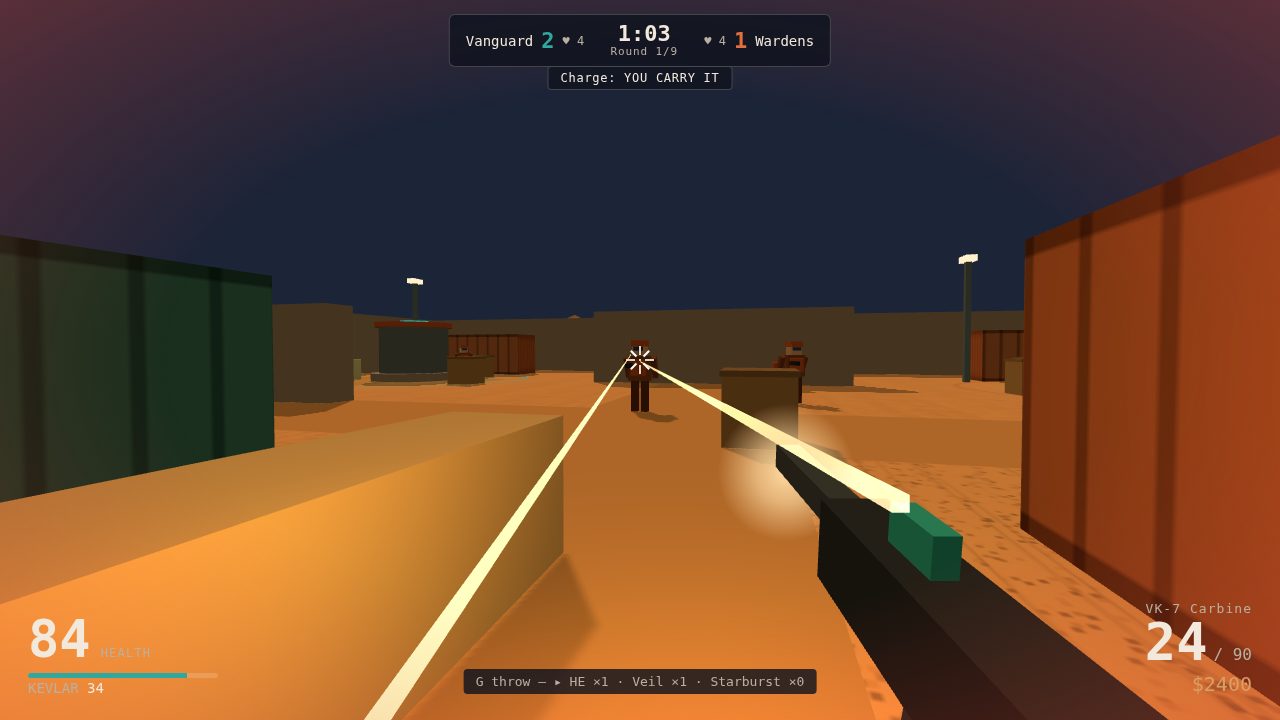 Vanguard 2 ♥ 4 1:03 ♥ 4 1 Wardens
Round 1/9
Charge: YOU CARRY IT
84 HEALTH
KEVLAR 34
G throw — ▸ HE ×1 · Veil ×1 · Starburst ×0
VK-7 Carbine
24 / 90
$2400